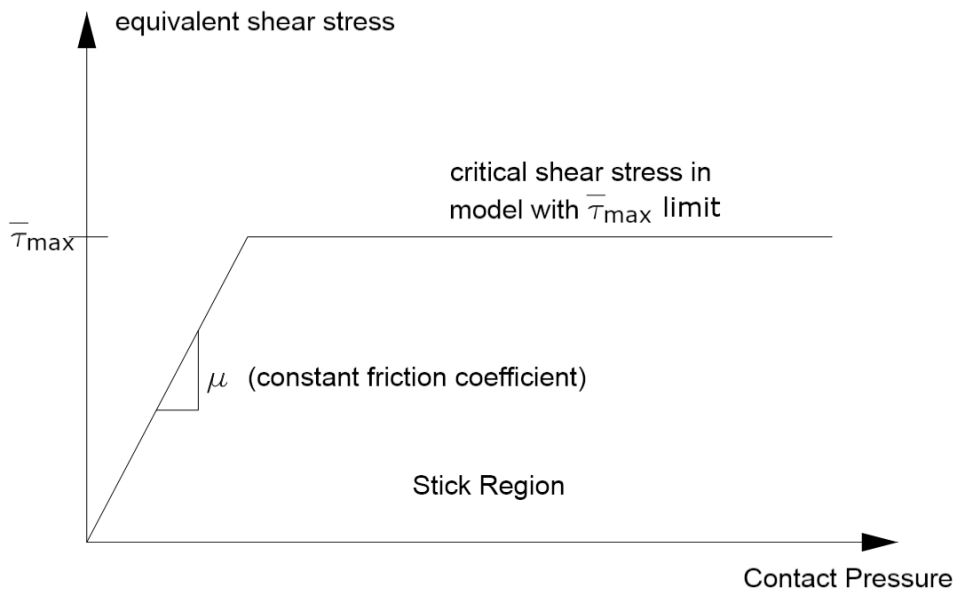 equivalent shear stress
critical shear stress in
model with τ̅max limit
τ̅max
μ (constant friction coefficient)
Stick Region
Contact Pressure